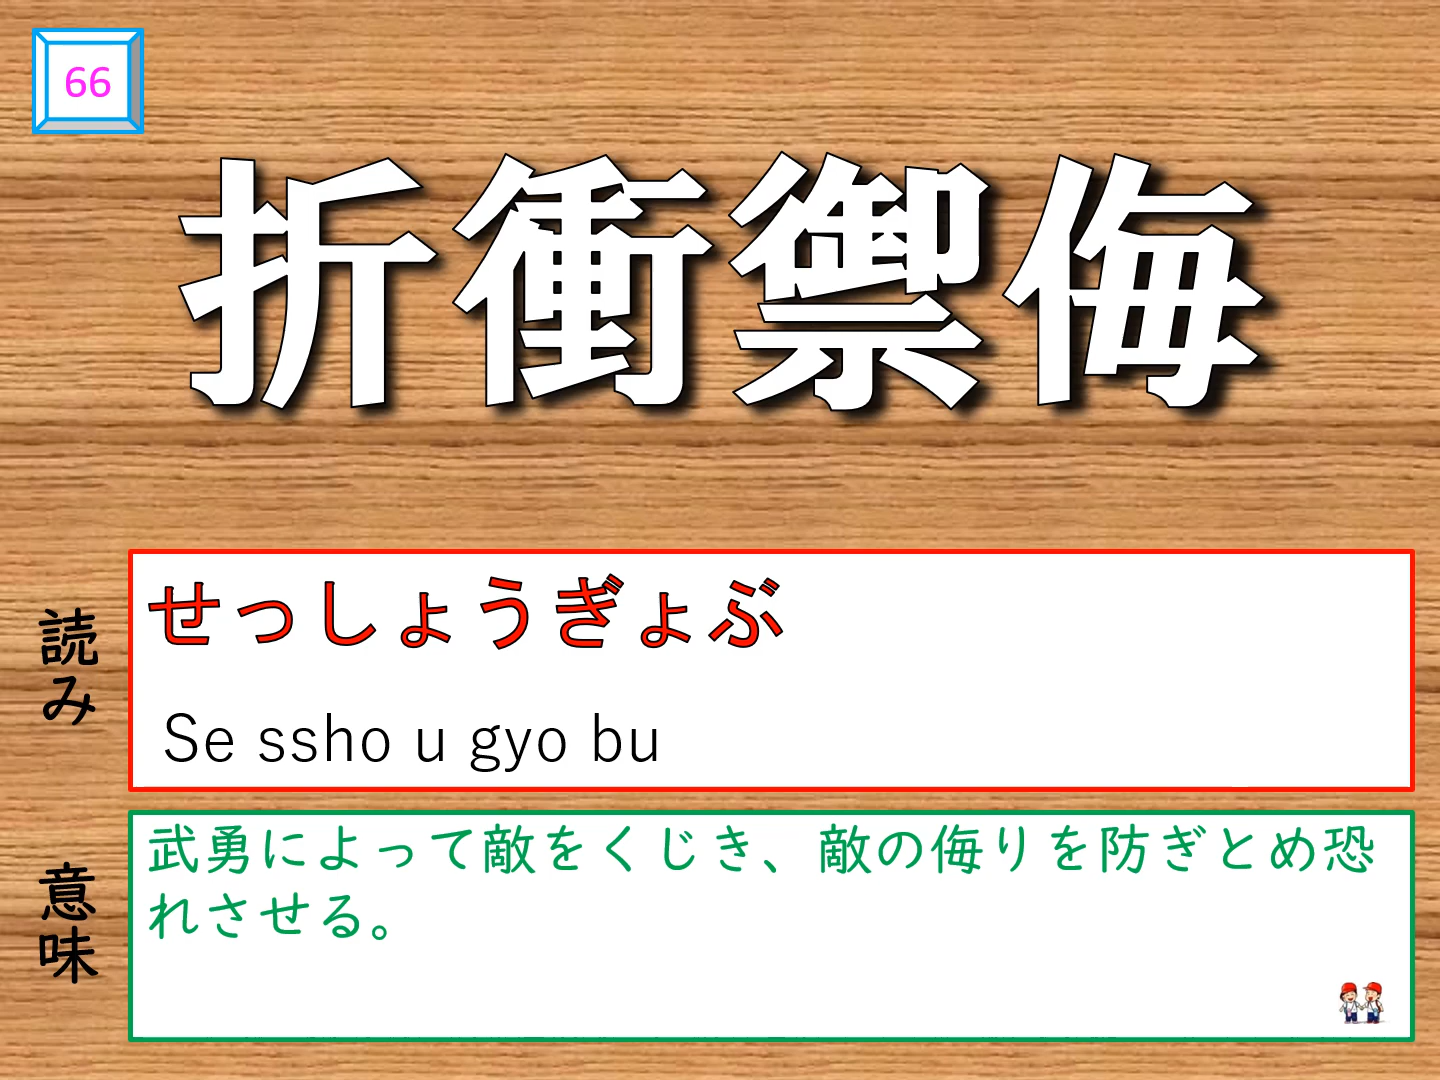 66
折衝禦侮
読み
せっしょうぎょぶ
Se ssho u gyo bu
意味
武勇によって敵をくじき、敵の侮りを防ぎとめ恐
れさせる。